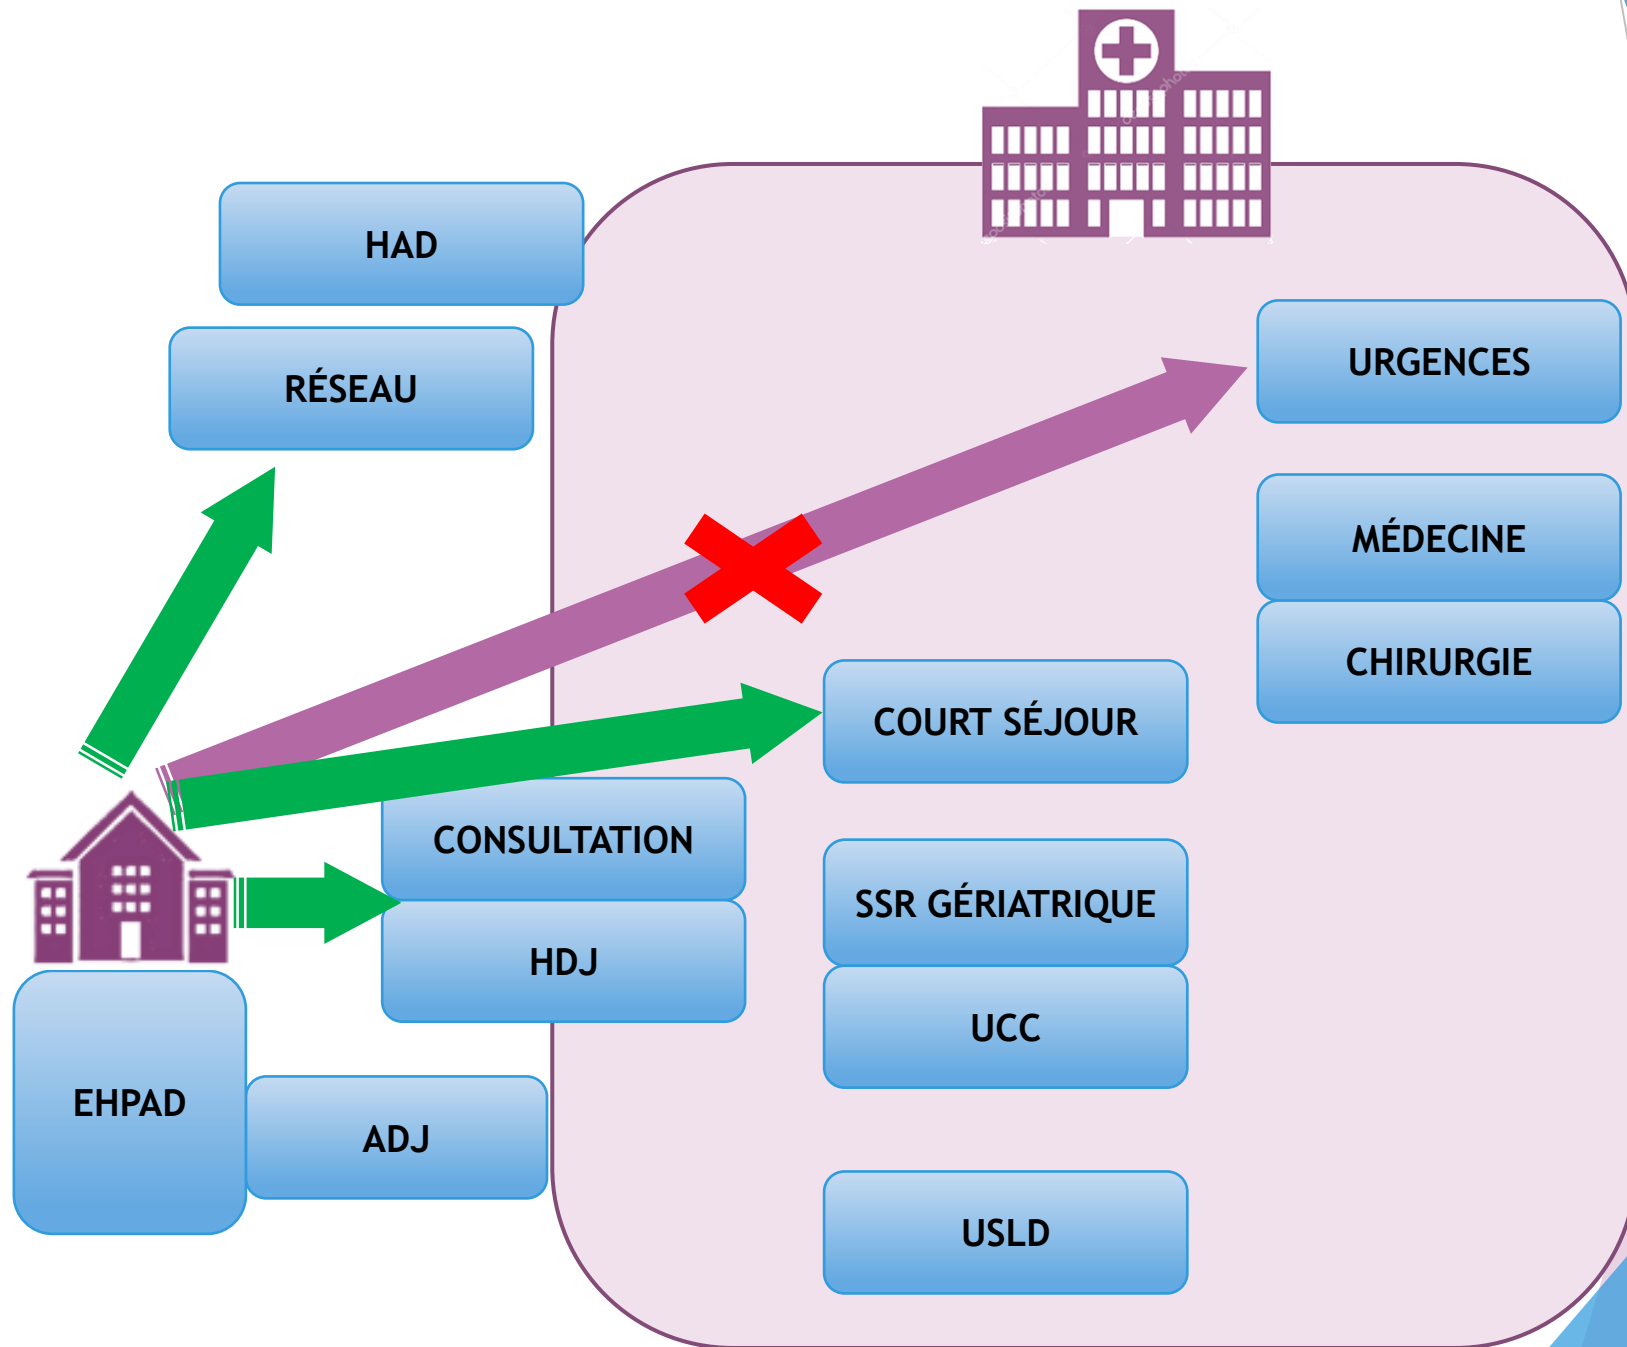 HAD
RÉSEAU
URGENCES
MÉDECINE
CHIRURGIE
COURT SÉJOUR
CONSULTATION
SSR GÉRIATRIQUE
HDJ
UCC
EHPAD
ADJ
USLD